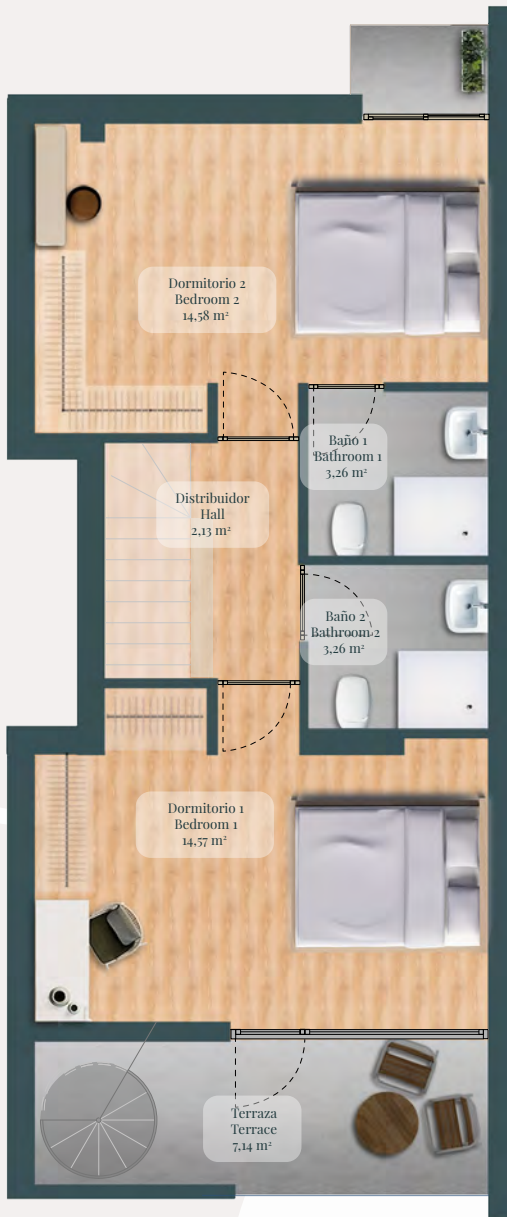 Dormitorio 2
Bedroom 2
14,58 m²
Baño 1
Bathroom 1
3,26 m²
Distribuidor
Hall
2,13 m²
Baño 2
Bathroom 2
3,26 m²
Dormitorio 1
Bedroom 1
14,57 m²
Terraza
Terrace
7,14 m²